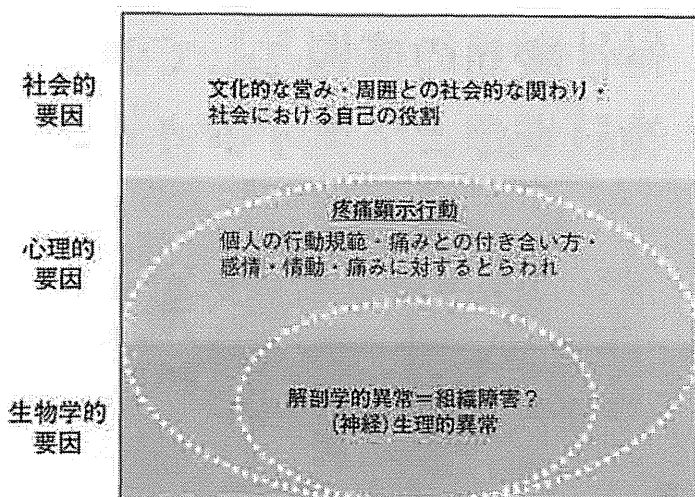 社会的
要因
文化的な営み・周囲との社会的な関わり・
社会における自己の役割
心理的
要因
疼痛顕示行動
個人の行動規範・痛みとの付き合い方・
感情・情動・痛みに対するとらわれ
生物学的
要因
解剖学的異常＝組織障害？
(神経)生理的異常